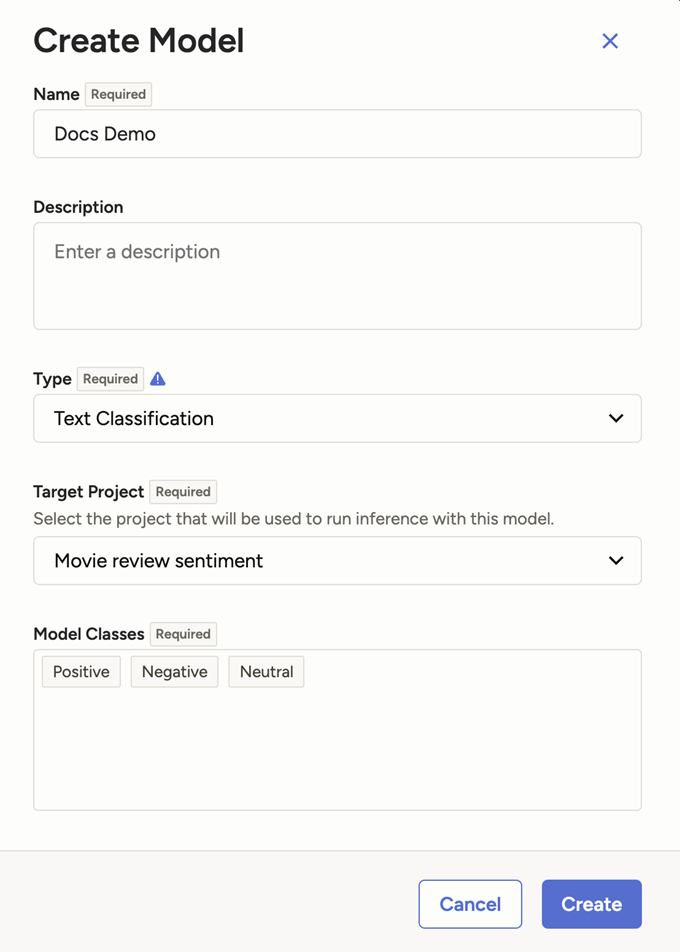 Create Model
Name Required
Docs Demo
Description
Enter a description
Type Required
Text Classification
Target Project Required
Select the project that will be used to run inference with this model.
Movie review sentiment
Model Classes Required
Positive Negative Neutral
Cancel Create